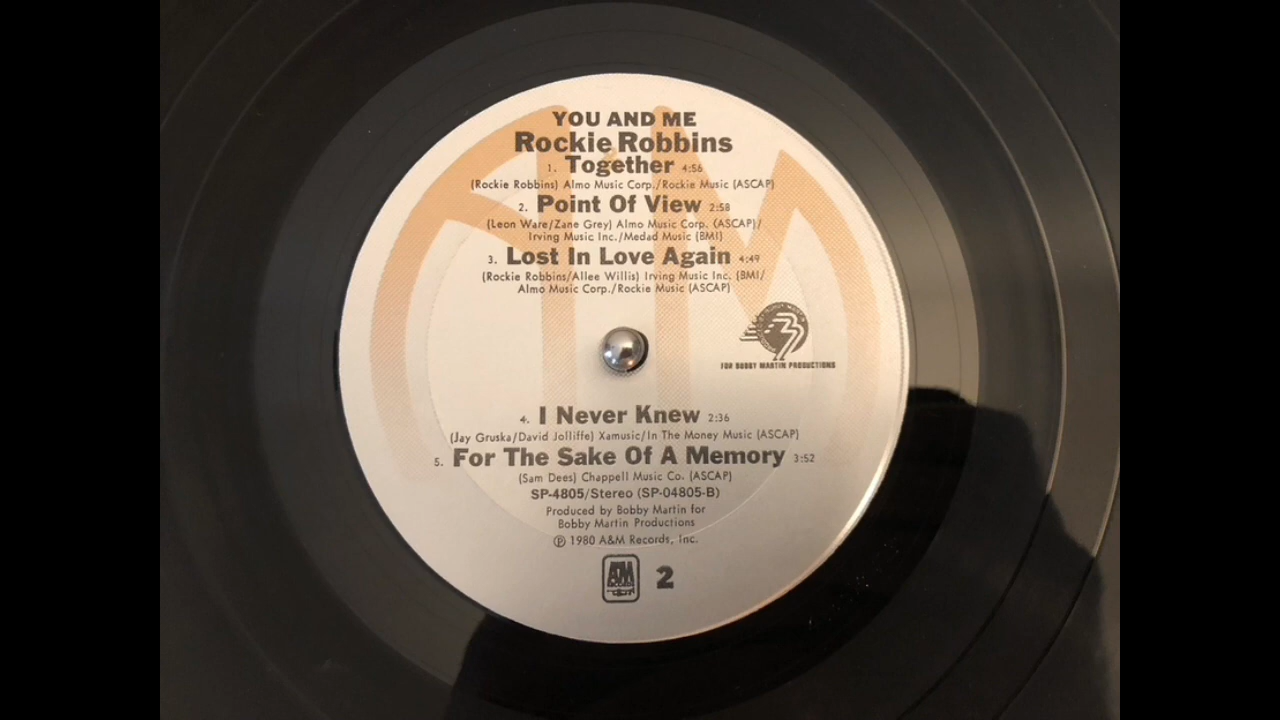 YOU AND ME
Rockie Robbins
1. Together 4:56
(Rockie Robbins) Almo Music Corp./Rockie Music (ASCAP)
2. Point Of View 2:58
(Leon Ware/Zane Grey) Almo Music Corp. (ASCAP)/
Irving Music Inc./Medad Music (BMI)
3. Lost In Love Again 4:49
(Rockie Robbins/Allee Willis) Irving Music Inc. (BMI/
Almo Music Corp./Rockie Music (ASCAP)
FOR BOBBY MARTIN PRODUCTIONS
4. I Never Knew 2:36
(Jay Gruska/David Jolliffe) Xamusic/In The Money Music (ASCAP)
5. For The Sake Of A Memory 3:52
(Sam Dees) Chappell Music Co. (ASCAP)
SP-4805/Stereo (SP-04805-B)
Produced by Bobby Martin for
Bobby Martin Productions
℗ 1980 A&M Records, Inc.
A&M RECORDS 2